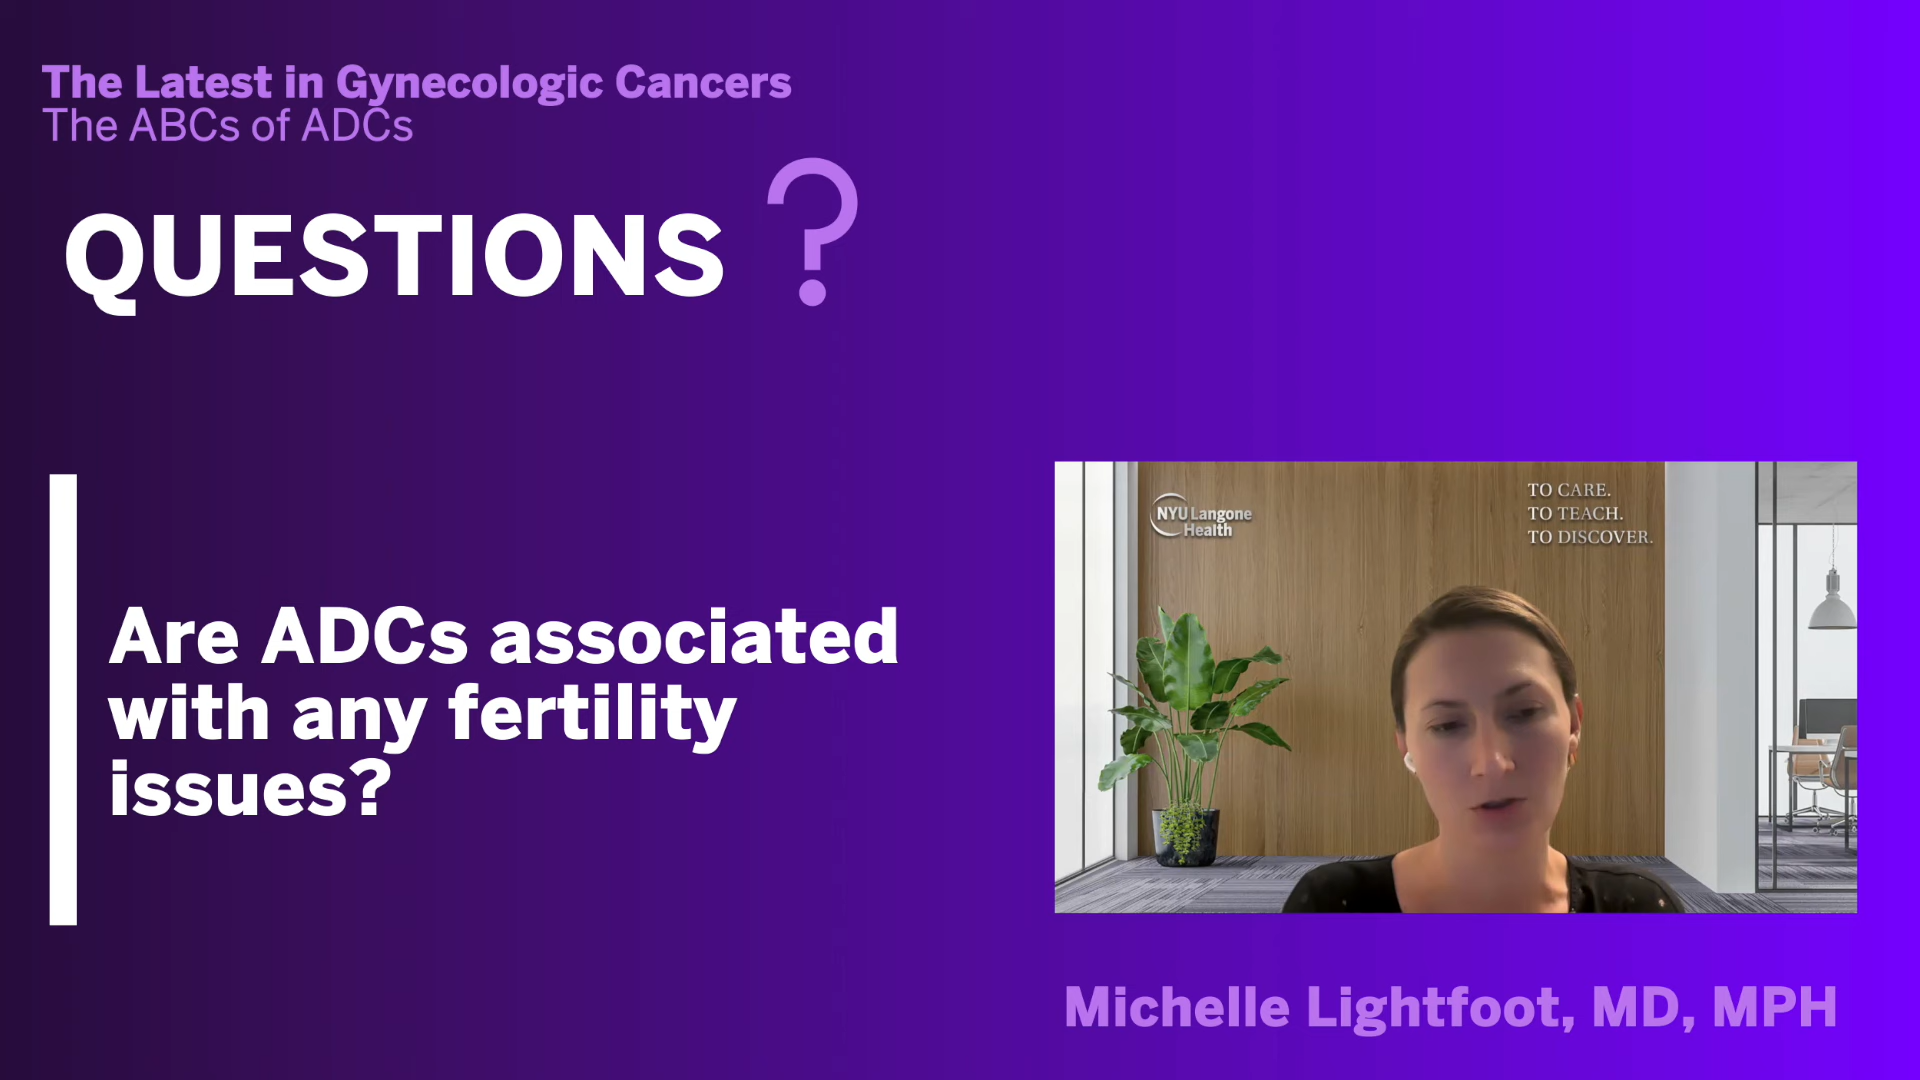 The Latest in Gynecologic Cancers
The ABCs of ADCs
QUESTIONS?
Are ADCs associated
with any fertility
issues?
NYU Langone
Health
TO CARE.
TO TEACH.
TO DISCOVER.
Michelle Lightfoot, MD, MPH